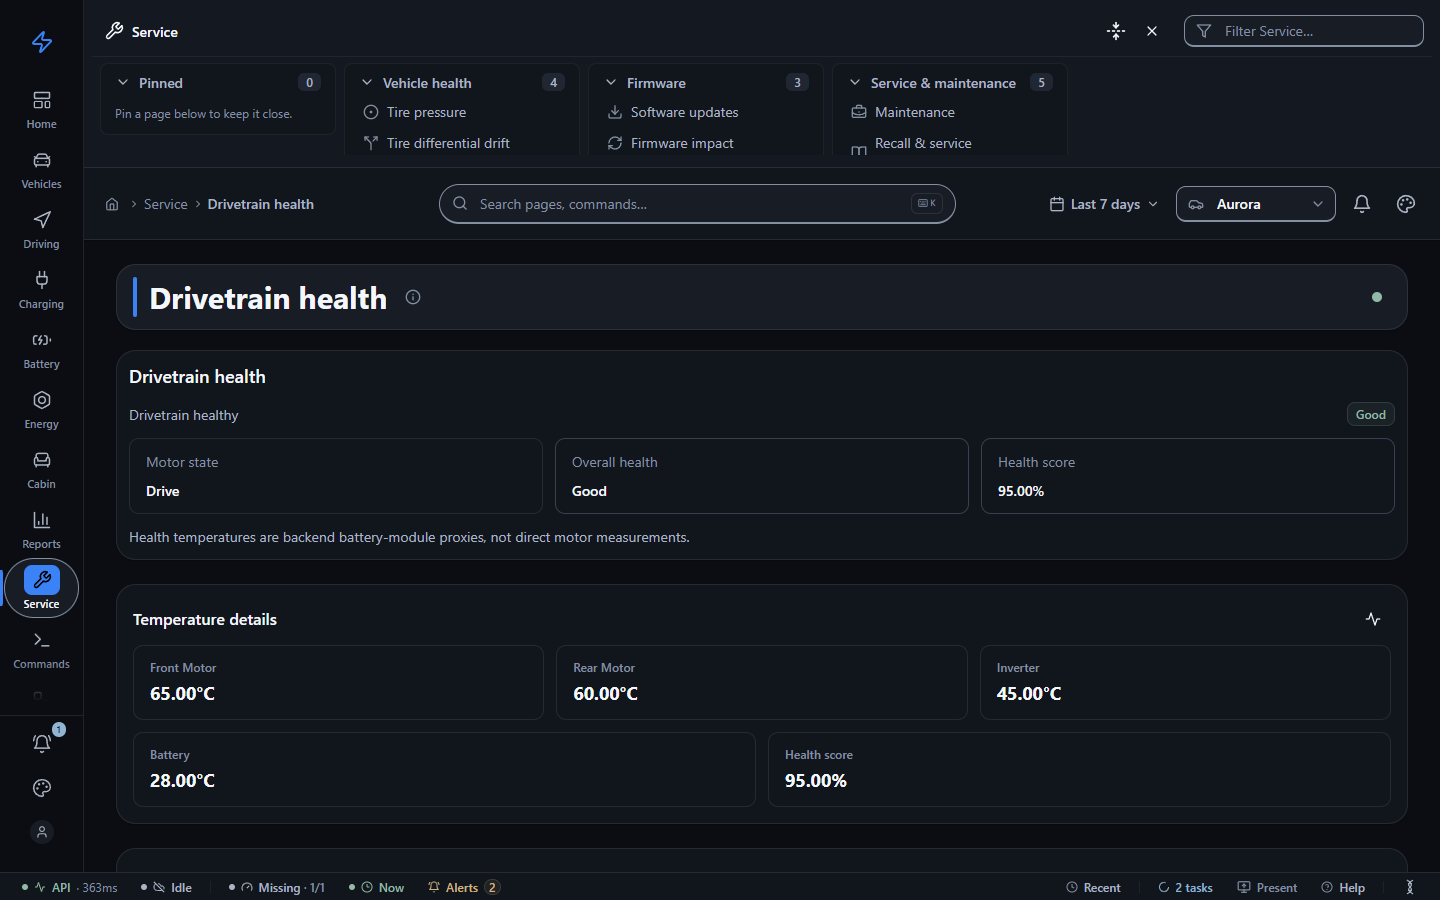 Service
Filter Service...
Pinned 0
Pin a page below to keep it close.
Vehicle health 4
Tire pressure
Tire differential drift
Firmware 3
Software updates
Firmware impact
Service & maintenance 5
Maintenance
Recall & service
Home
Vehicles
Driving
Charging
Battery
Energy
Cabin
Reports
Service
Commands
1
Service
Drivetrain health
Search pages, commands...
K
Last 7 days
Aurora
Drivetrain health
Drivetrain health
Drivetrain healthy
Good
Motor state
Drive
Overall health
Good
Health score
95.00%
Health temperatures are backend battery-module proxies, not direct motor measurements.
Temperature details
Front Motor
65.00°C
Rear Motor
60.00°C
Inverter
45.00°C
Battery
28.00°C
Health score
95.00%
API · 363ms
Idle
Missing · 1/1
Now
Alerts 2
Recent
2 tasks
Present
Help